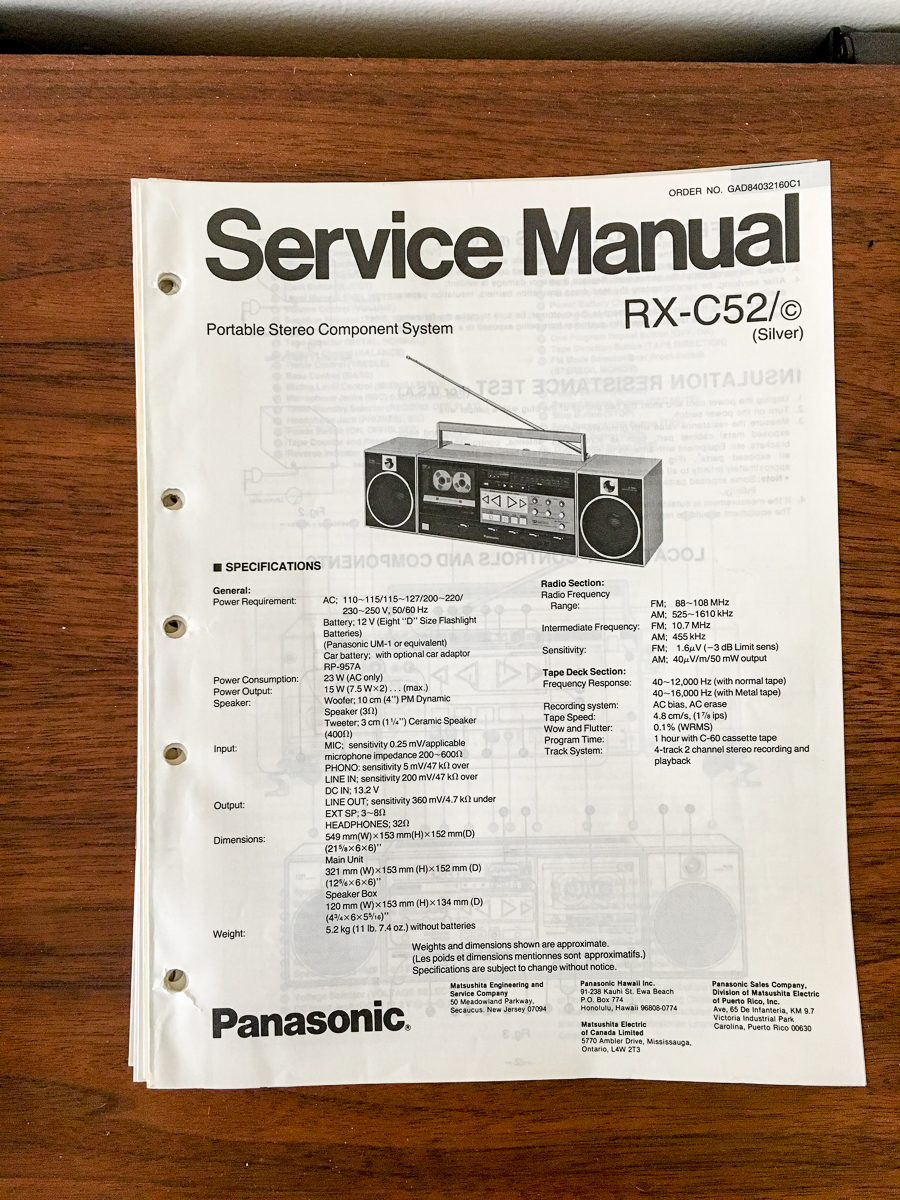 ORDER NO. GAD84032160C1
Service Manual
RX-C52/©
(Silver)
Portable Stereo Component System
Panasonic
■ SPECIFICATIONS
General:
Power Requirement: AC; 110~115/115~127/200~220/
230~250 V, 50/60 Hz
Battery; 12 V (Eight "D" Size Flashlight
Batteries)
(Panasonic UM-1 or equivalent)
Car battery; with optional car adaptor
RP-957A
Power Consumption: 23 W (AC only)
Power Output: 15 W (7.5 W×2) . . . (max.)
Speaker: Woofer; 10 cm (4") PM Dynamic
Speaker (3Ω)
Tweeter; 3 cm (1¹/₄") Ceramic Speaker
(400Ω)
Input: MIC; sensitivity 0.25 mV/applicable
microphone impedance 200~600Ω
PHONO: sensitivity 5 mV/47 kΩ over
LINE IN; sensitivity 200 mV/47 kΩ over
DC IN; 13.2 V
Output: LINE OUT; sensitivity 360 mV/4.7 kΩ under
EXT SP; 3~8Ω
HEADPHONES; 32Ω
Dimensions: 549 mm(W)×153 mm(H)×152 mm(D)
(21⁵/₈×6×6)"
Main Unit
321 mm (W)×153 mm (H)×152 mm (D)
(12⁵/₈×6×6)"
Speaker Box
120 mm (W)×153 mm (H)×134 mm (D)
(4³/₄×6×5⁵/₁₆)"
Weight: 5.2 kg (11 lb. 7.4 oz.) without batteries
Radio Section:
Radio Frequency
Range: FM; 88~108 MHz
AM; 525~1610 kHz
Intermediate Frequency: FM; 10.7 MHz
AM; 455 kHz
Sensitivity: FM; 1.6μV (−3 dB Limit sens)
AM; 40μV/m/50 mW output
Tape Deck Section:
Frequency Response: 40~12,000 Hz (with normal tape)
40~16,000 Hz (with Metal tape)
Recording system: AC bias, AC erase
Tape Speed: 4.8 cm/s, (1⁷/₈ ips)
Wow and Flutter: 0.1% (WRMS)
Program Time: 1 hour with C-60 cassette tape
Track System: 4-track 2 channel stereo recording and
playback
Weights and dimensions shown are approximate.
(Les poids et dimensions mentionnes sont approximatifs.)
Specifications are subject to change without notice.
Panasonic®
Matsushita Engineering and
Service Company
50 Meadowland Parkway,
Secaucus. New Jersey 07094
Panasonic Hawaii Inc.
91-238 Kauhi St. Ewa Beach
P.O. Box 774
Honolulu, Hawaii 96808-0774
Matsushita Electric
of Canada Limited
5770 Ambler Drive, Mississauga,
Ontario, L4W 2T3
Panasonic Sales Company,
Division of Matsushita Electric
of Puerto Rico, Inc.
Ave, 65 De Infanteria, KM 9.7
Victoria Industrial Park
Carolina, Puerto Rico 00630